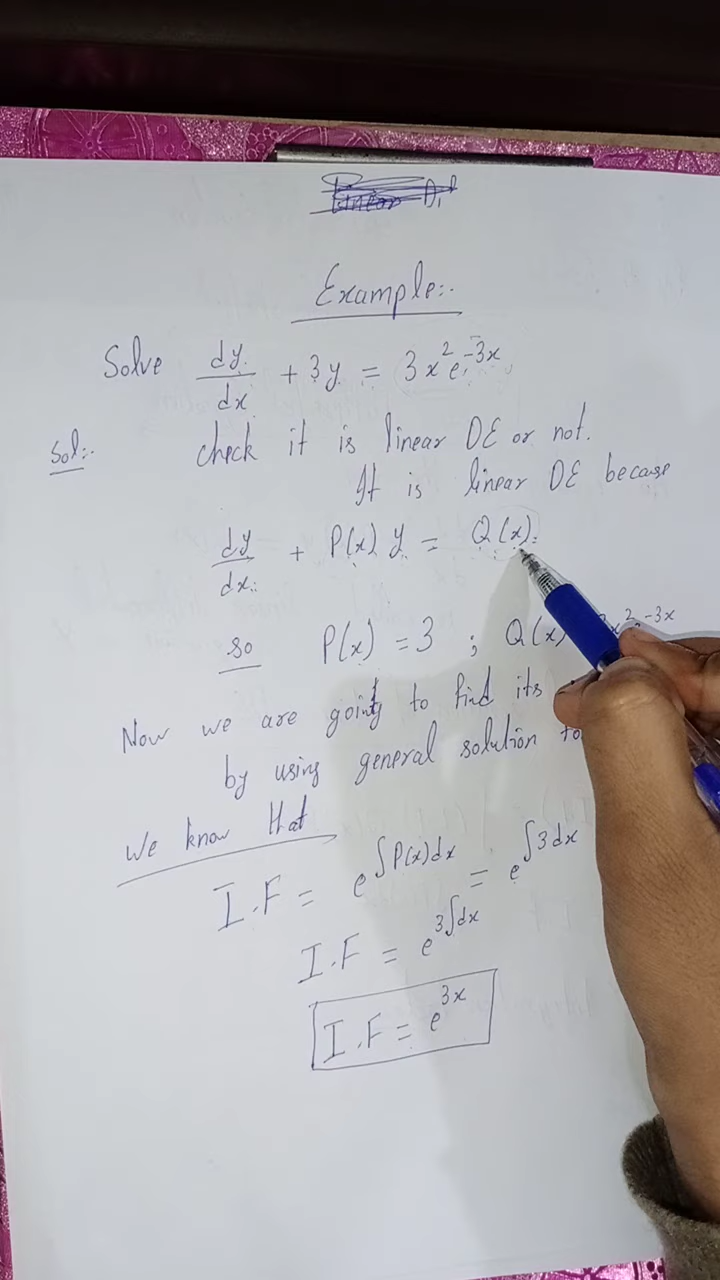 Example:-
Solve dy/dx + 3y = 3x²e⁻³ˣ
Sol:- check it is linear DE or not.
It is linear DE because
dy/dx + P(x) y = Q(x)
so P(x) = 3 ; Q(x)
Now we are going to find its
by using general solution
We know that
I.F = e^∫P(x)dx = e^∫3dx
I.F = e^3∫dx
I.F = e³ˣ